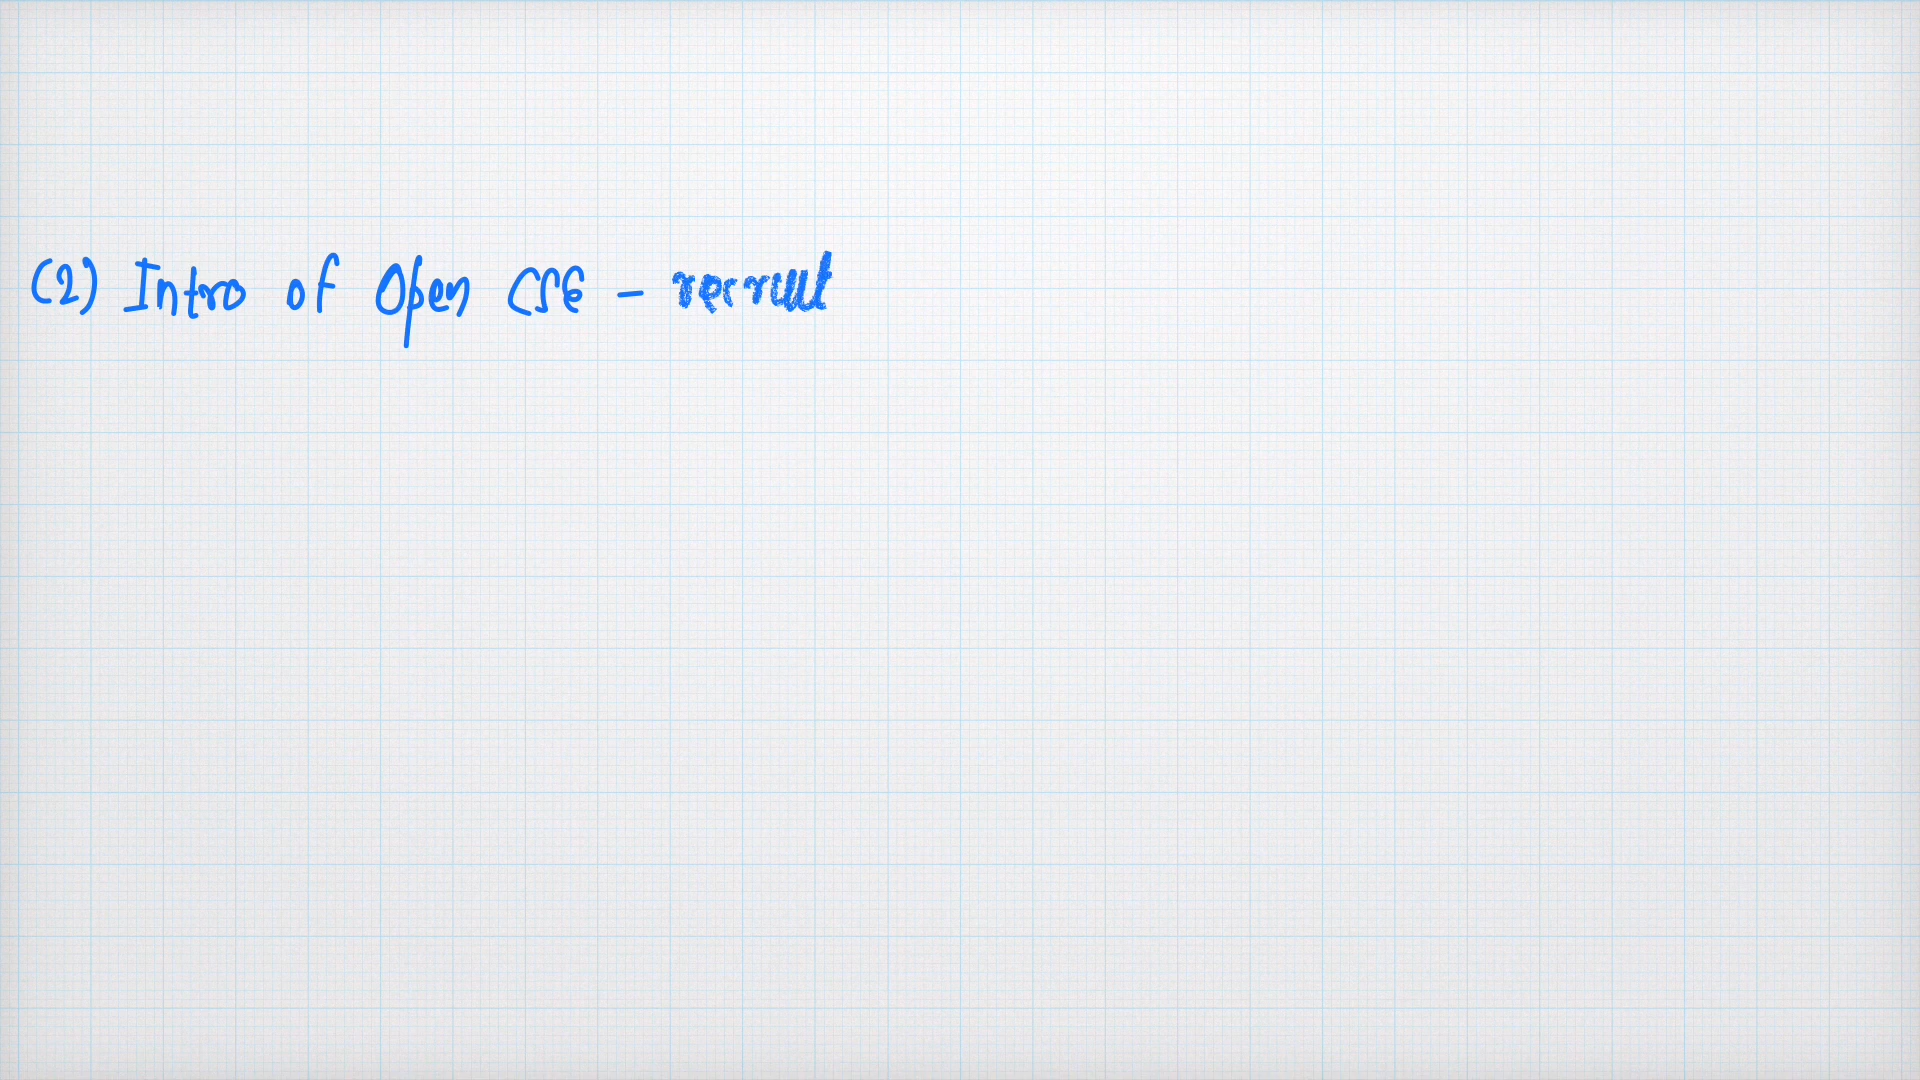 (2) Intro of Open CSE - recruit